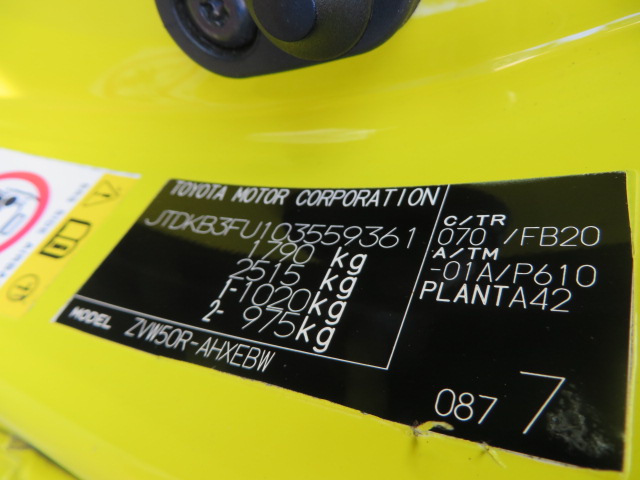 TOYOTA MOTOR CORPORATION
JTDKB3FU103559361
1790 kg
2515 kg
1-1020kg
2- 975kg
MODEL ZVW50R-AHXEBW
C/TR
070 /FB20
A/TM
-01A/P610
PLANTA42
087 7